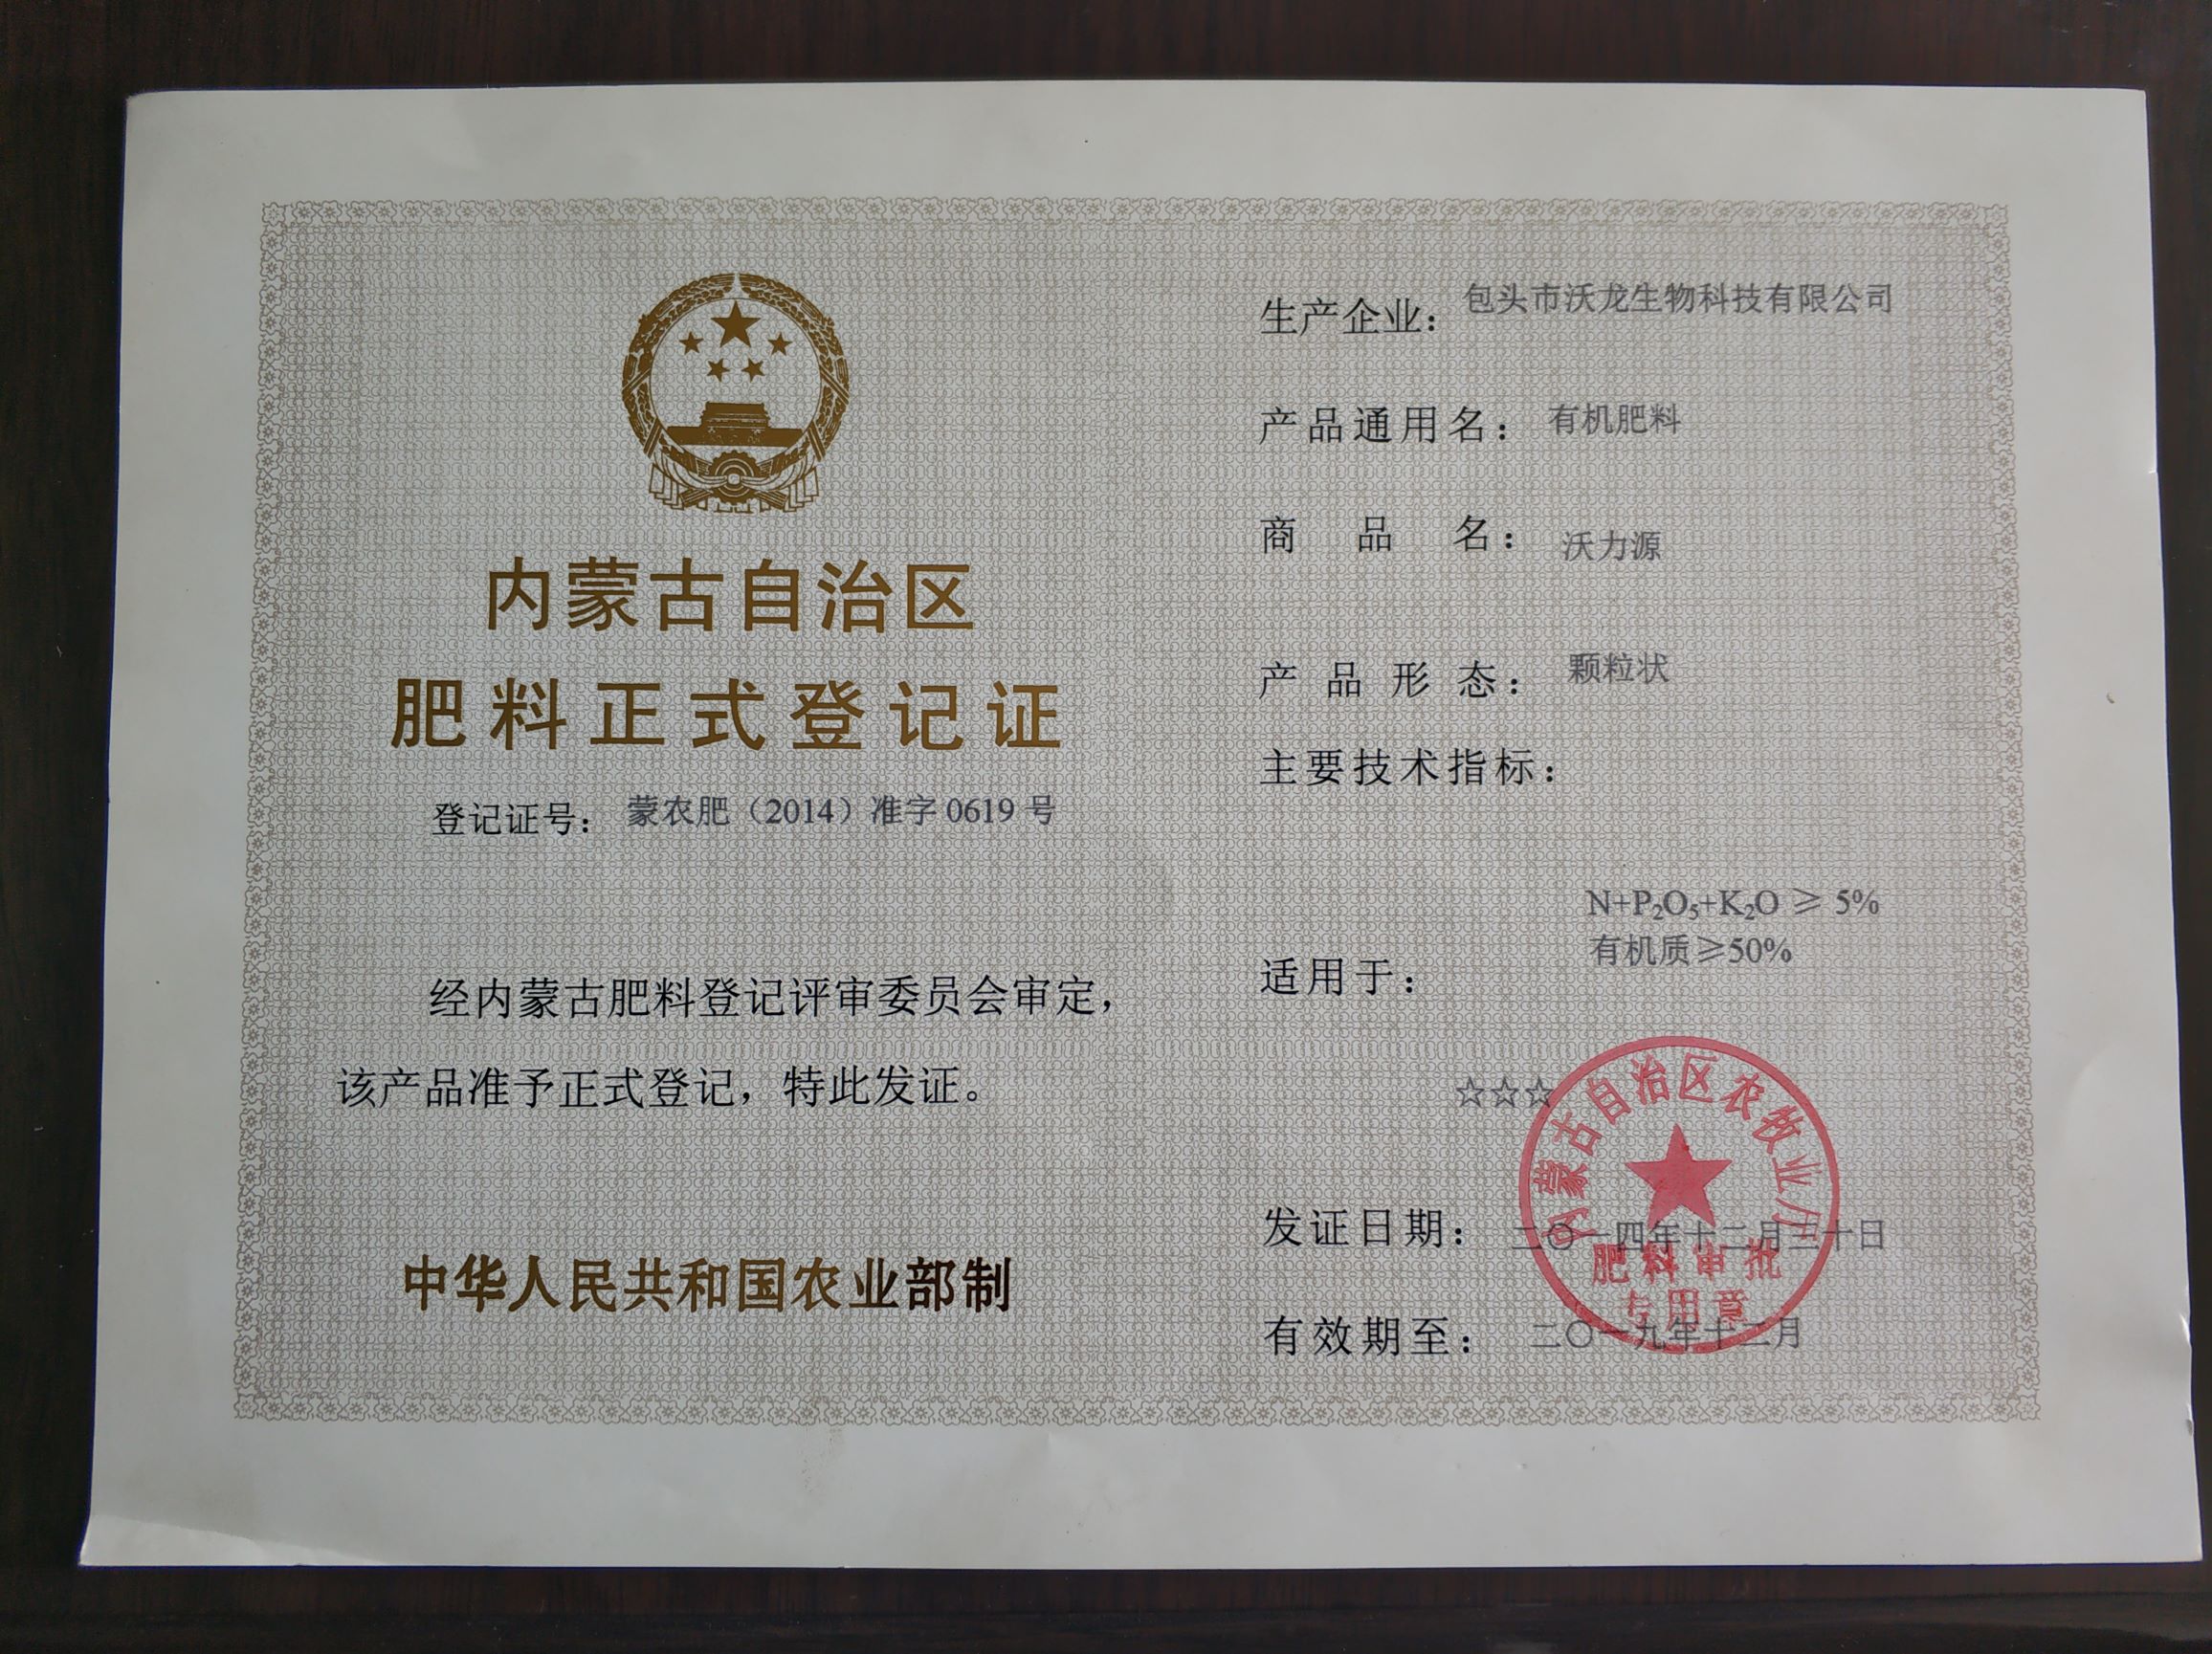 内蒙古自治区
肥料正式登记证
登记证号： 蒙农肥（2014）准字 0619 号
经内蒙古肥料登记评审委员会审定，
该产品准予正式登记，特此发证。
中华人民共和国农业部制
生产企业： 包头市沃龙生物科技有限公司
产品通用名： 有机肥料
商品名： 沃力源
产品形态： 颗粒状
主要技术指标：
N+P₂O₅+K₂O ≥ 5%
有机质≥50%
适用于：
☆☆☆
发证日期： 二〇一四年十二月三十日
有效期至： 二〇一九年十二月
内蒙古自治区农牧业厅
肥料审批
专用章